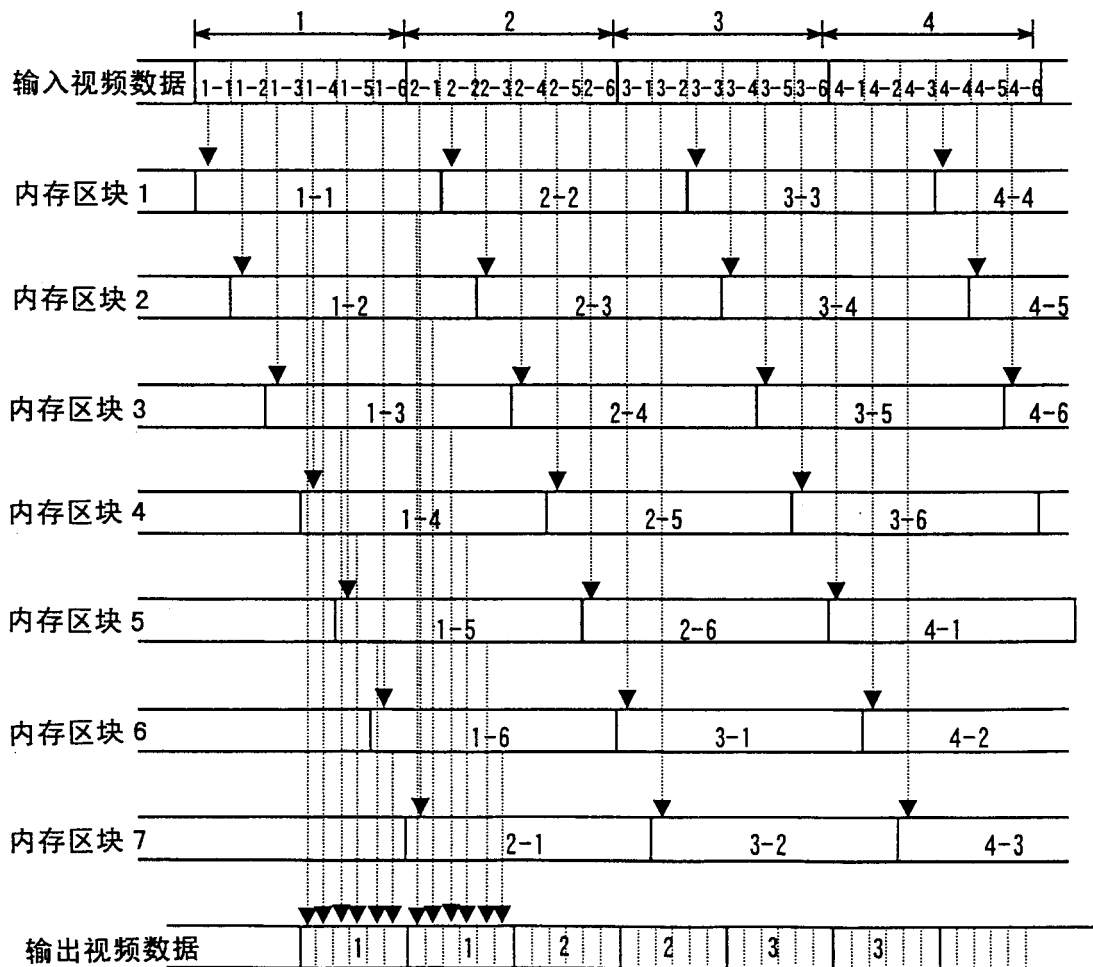 1 2 3 4
输入视频数据 1-1 1-2 1-3 1-4 1-5 1-6 2-1 2-2 2-3 2-4 2-5 2-6 3-1 3-2 3-3 3-4 3-5 3-6 4-1 4-2 4-3 4-4 4-5 4-6
内存区块 1 1-1 2-2 3-3 4-4
内存区块 2 1-2 2-3 3-4 4-5
内存区块 3 1-3 2-4 3-5 4-6
内存区块 4 1-4 2-5 3-6
内存区块 5 1-5 2-6 4-1
内存区块 6 1-6 3-1 4-2
内存区块 7 2-1 3-2 4-3
输出视频数据 1 1 2 2 3 3